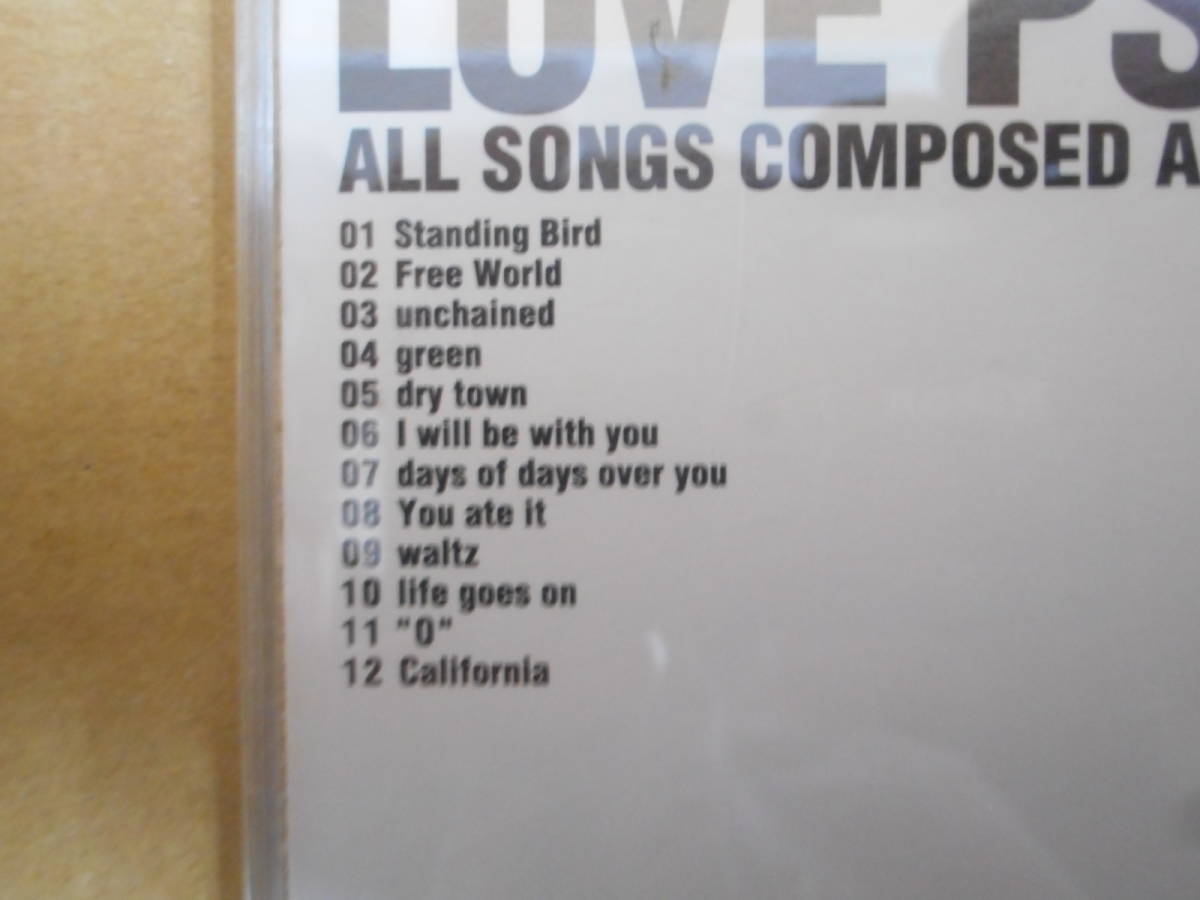 LOVE PS
ALL SONGS COMPOSED A
01 Standing Bird
02 Free World
03 unchained
04 green
05 dry town
06 I will be with you
07 days of days over you
08 You ate it
09 waltz
10 life goes on
11 "0"
12 California